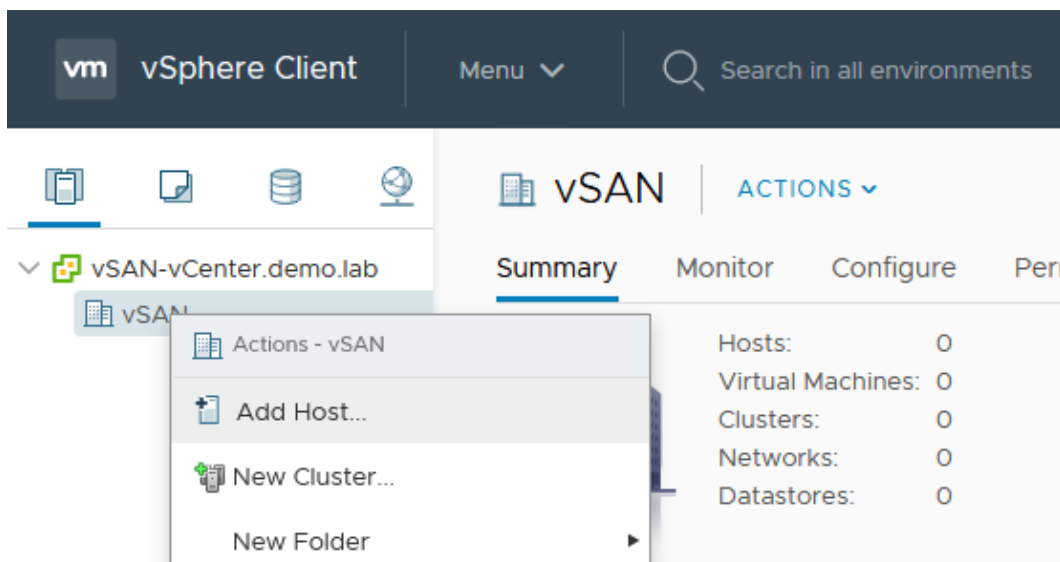 vm vSphere Client Menu Search in all environments
vSAN ACTIONS
vSAN-vCenter.demo.lab
Summary Monitor Configure
vSAN
Actions - vSAN
Add Host...
New Cluster...
New Folder
Hosts: 0
Virtual Machines: 0
Clusters: 0
Networks: 0
Datastores: 0